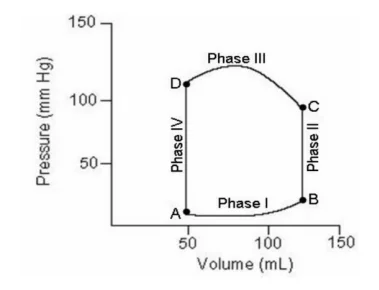 150
Phase III
D
100
C
Pressure (mm Hg)
Phase IV
Phase II
50
Phase I
B
A
50
100
150
Volume (mL)